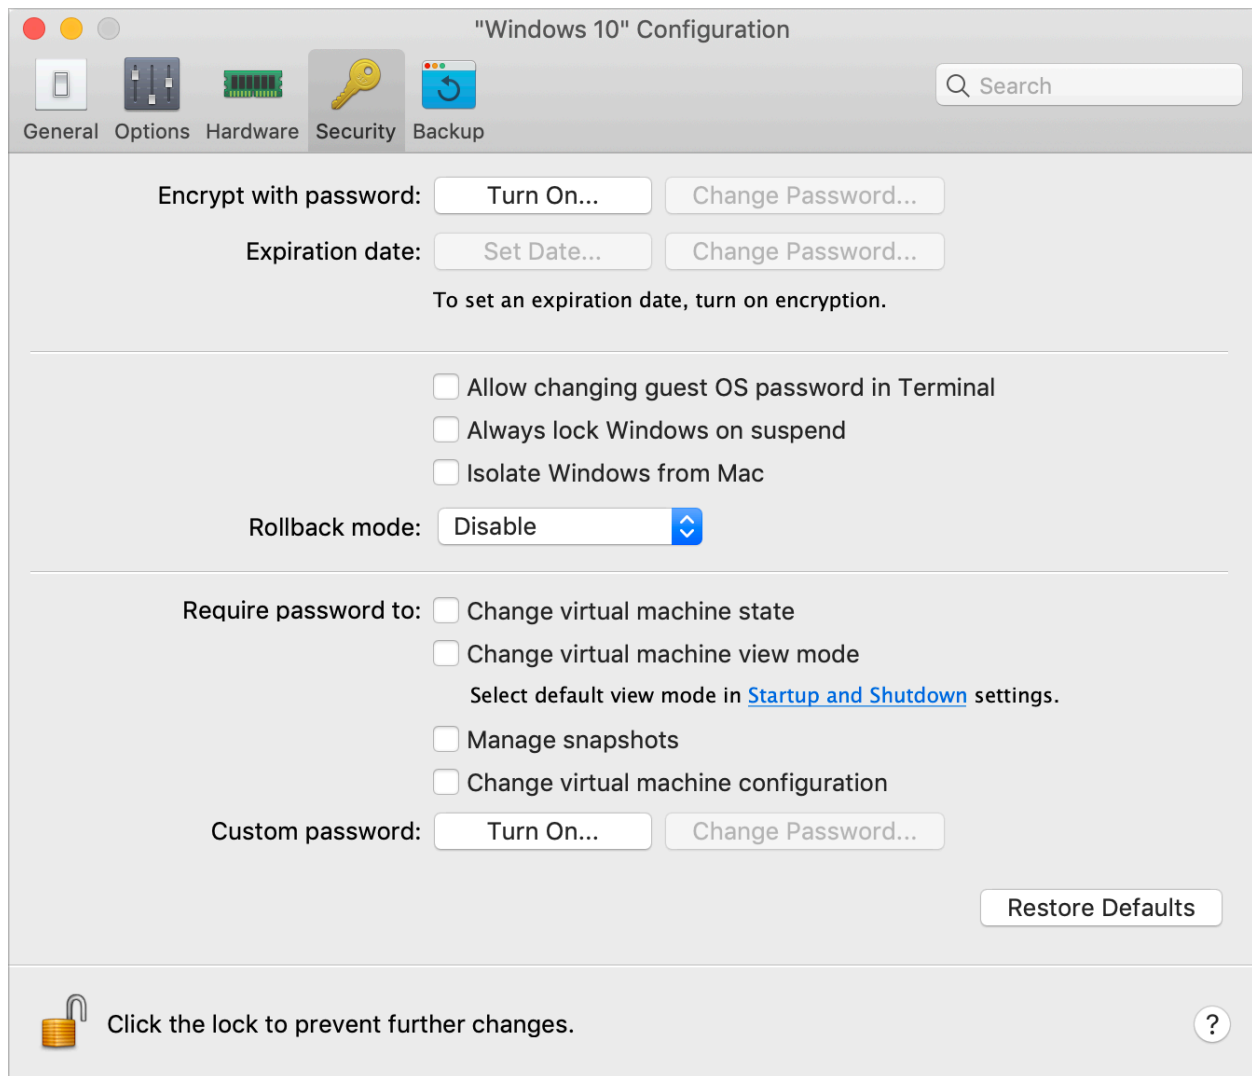 "Windows 10" Configuration
General Options Hardware Security Backup
Search
Encrypt with password: Turn On... Change Password...
Expiration date: Set Date... Change Password...
To set an expiration date, turn on encryption.
Allow changing guest OS password in Terminal
Always lock Windows on suspend
Isolate Windows from Mac
Rollback mode: Disable
Require password to: Change virtual machine state
Change virtual machine view mode
Select default view mode in Startup and Shutdown settings.
Manage snapshots
Change virtual machine configuration
Custom password: Turn On... Change Password...
Restore Defaults
Click the lock to prevent further changes.
?